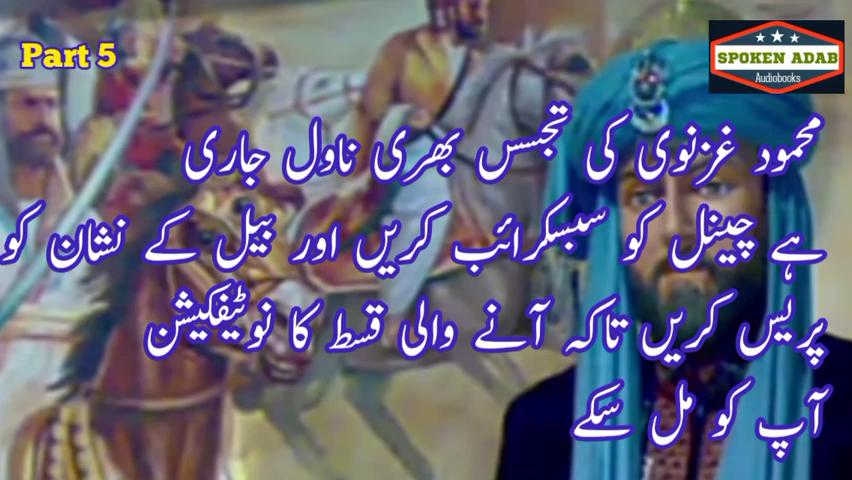 Part 5
SPOKEN ADAB
Audiobooks
محمود غزنوی کی تجسس بھری ناول جاری
ہے چینل کو سبسکرائب کریں اور بیل کے نشان کو
پریس کریں تاکہ آنے والی قسط کا نوٹیفکیشن
آپ کو مل سکے